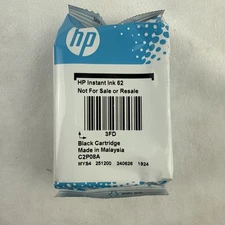 hp
HP Instant Ink 62
Not For Sale or Resale
3FD
Black Cartridge
Made in Malaysia
C2P08A
MYS4 251200 240626 1924